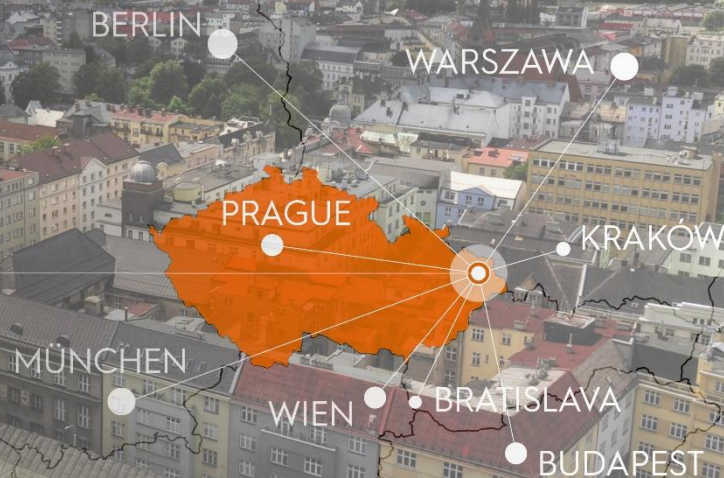 BERLIN
WARSZAWA
PRAGUE
KRAKÓW
MÜNCHEN
WIEN
BRATISLAVA
BUDAPEST